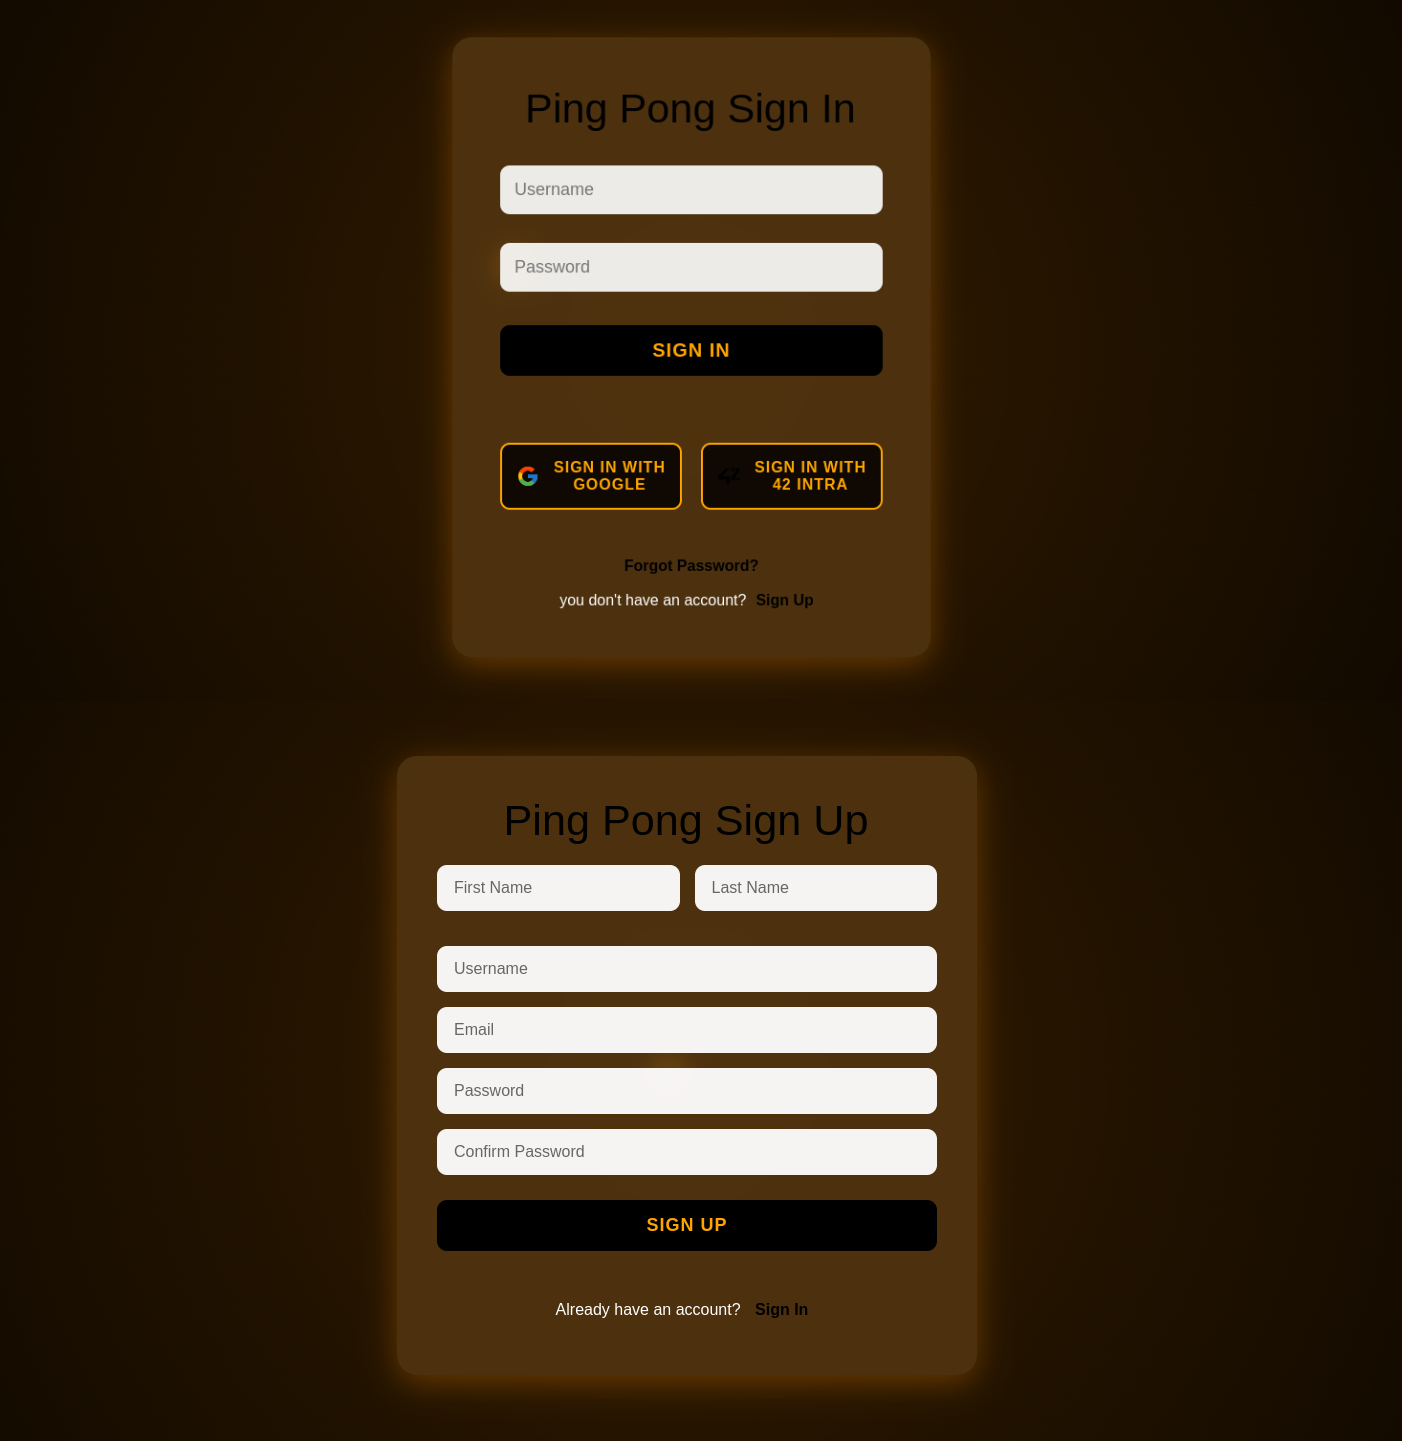 Ping Pong Sign In
Username
Password
SIGN IN
SIGN IN WITH
GOOGLE
42
SIGN IN WITH
42 INTRA
Forgot Password?
you don't have an account? Sign Up
Ping Pong Sign Up
First Name
Last Name
Username
Email
Password
Confirm Password
SIGN UP
Already have an account? Sign In